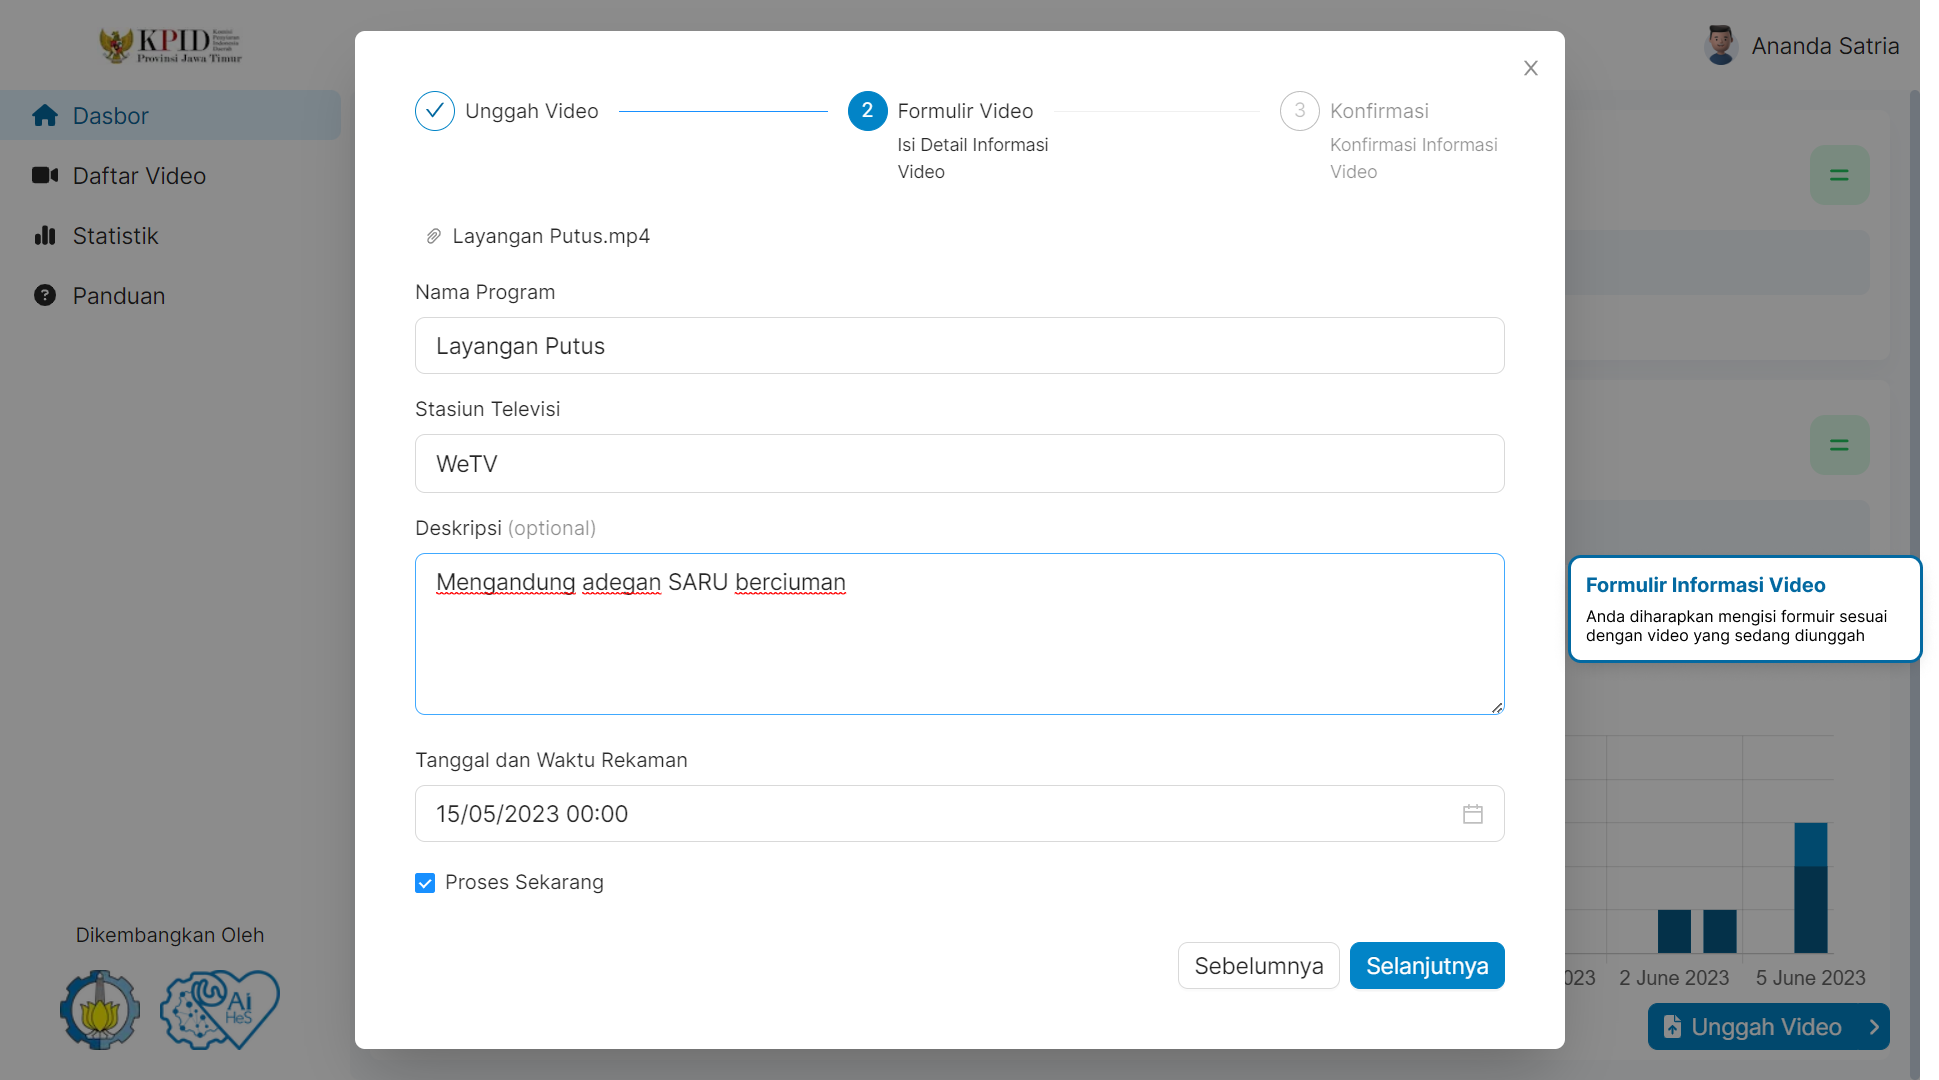 KPID
Komisi
Penyiaran
Indonesia
Daerah
Provinsi Jawa Timur
Ananda Satria
Dasbor
Daftar Video
Statistik
Panduan
Dikembangkan Oleh
Ai
HeS
Unggah Video
2
Formulir Video
Isi Detail Informasi
Video
3
Konfirmasi
Konfirmasi Informasi
Video
Layangan Putus.mp4
Nama Program
Layangan Putus
Stasiun Televisi
WeTV
Deskripsi (optional)
Mengandung adegan SARU berciuman
Tanggal dan Waktu Rekaman
15/05/2023 00:00
Proses Sekarang
Sebelumnya
Selanjutnya
Formulir Informasi Video
Anda diharapkan mengisi formuir sesuai
dengan video yang sedang diunggah
023
2 June 2023
5 June 2023
Unggah Video